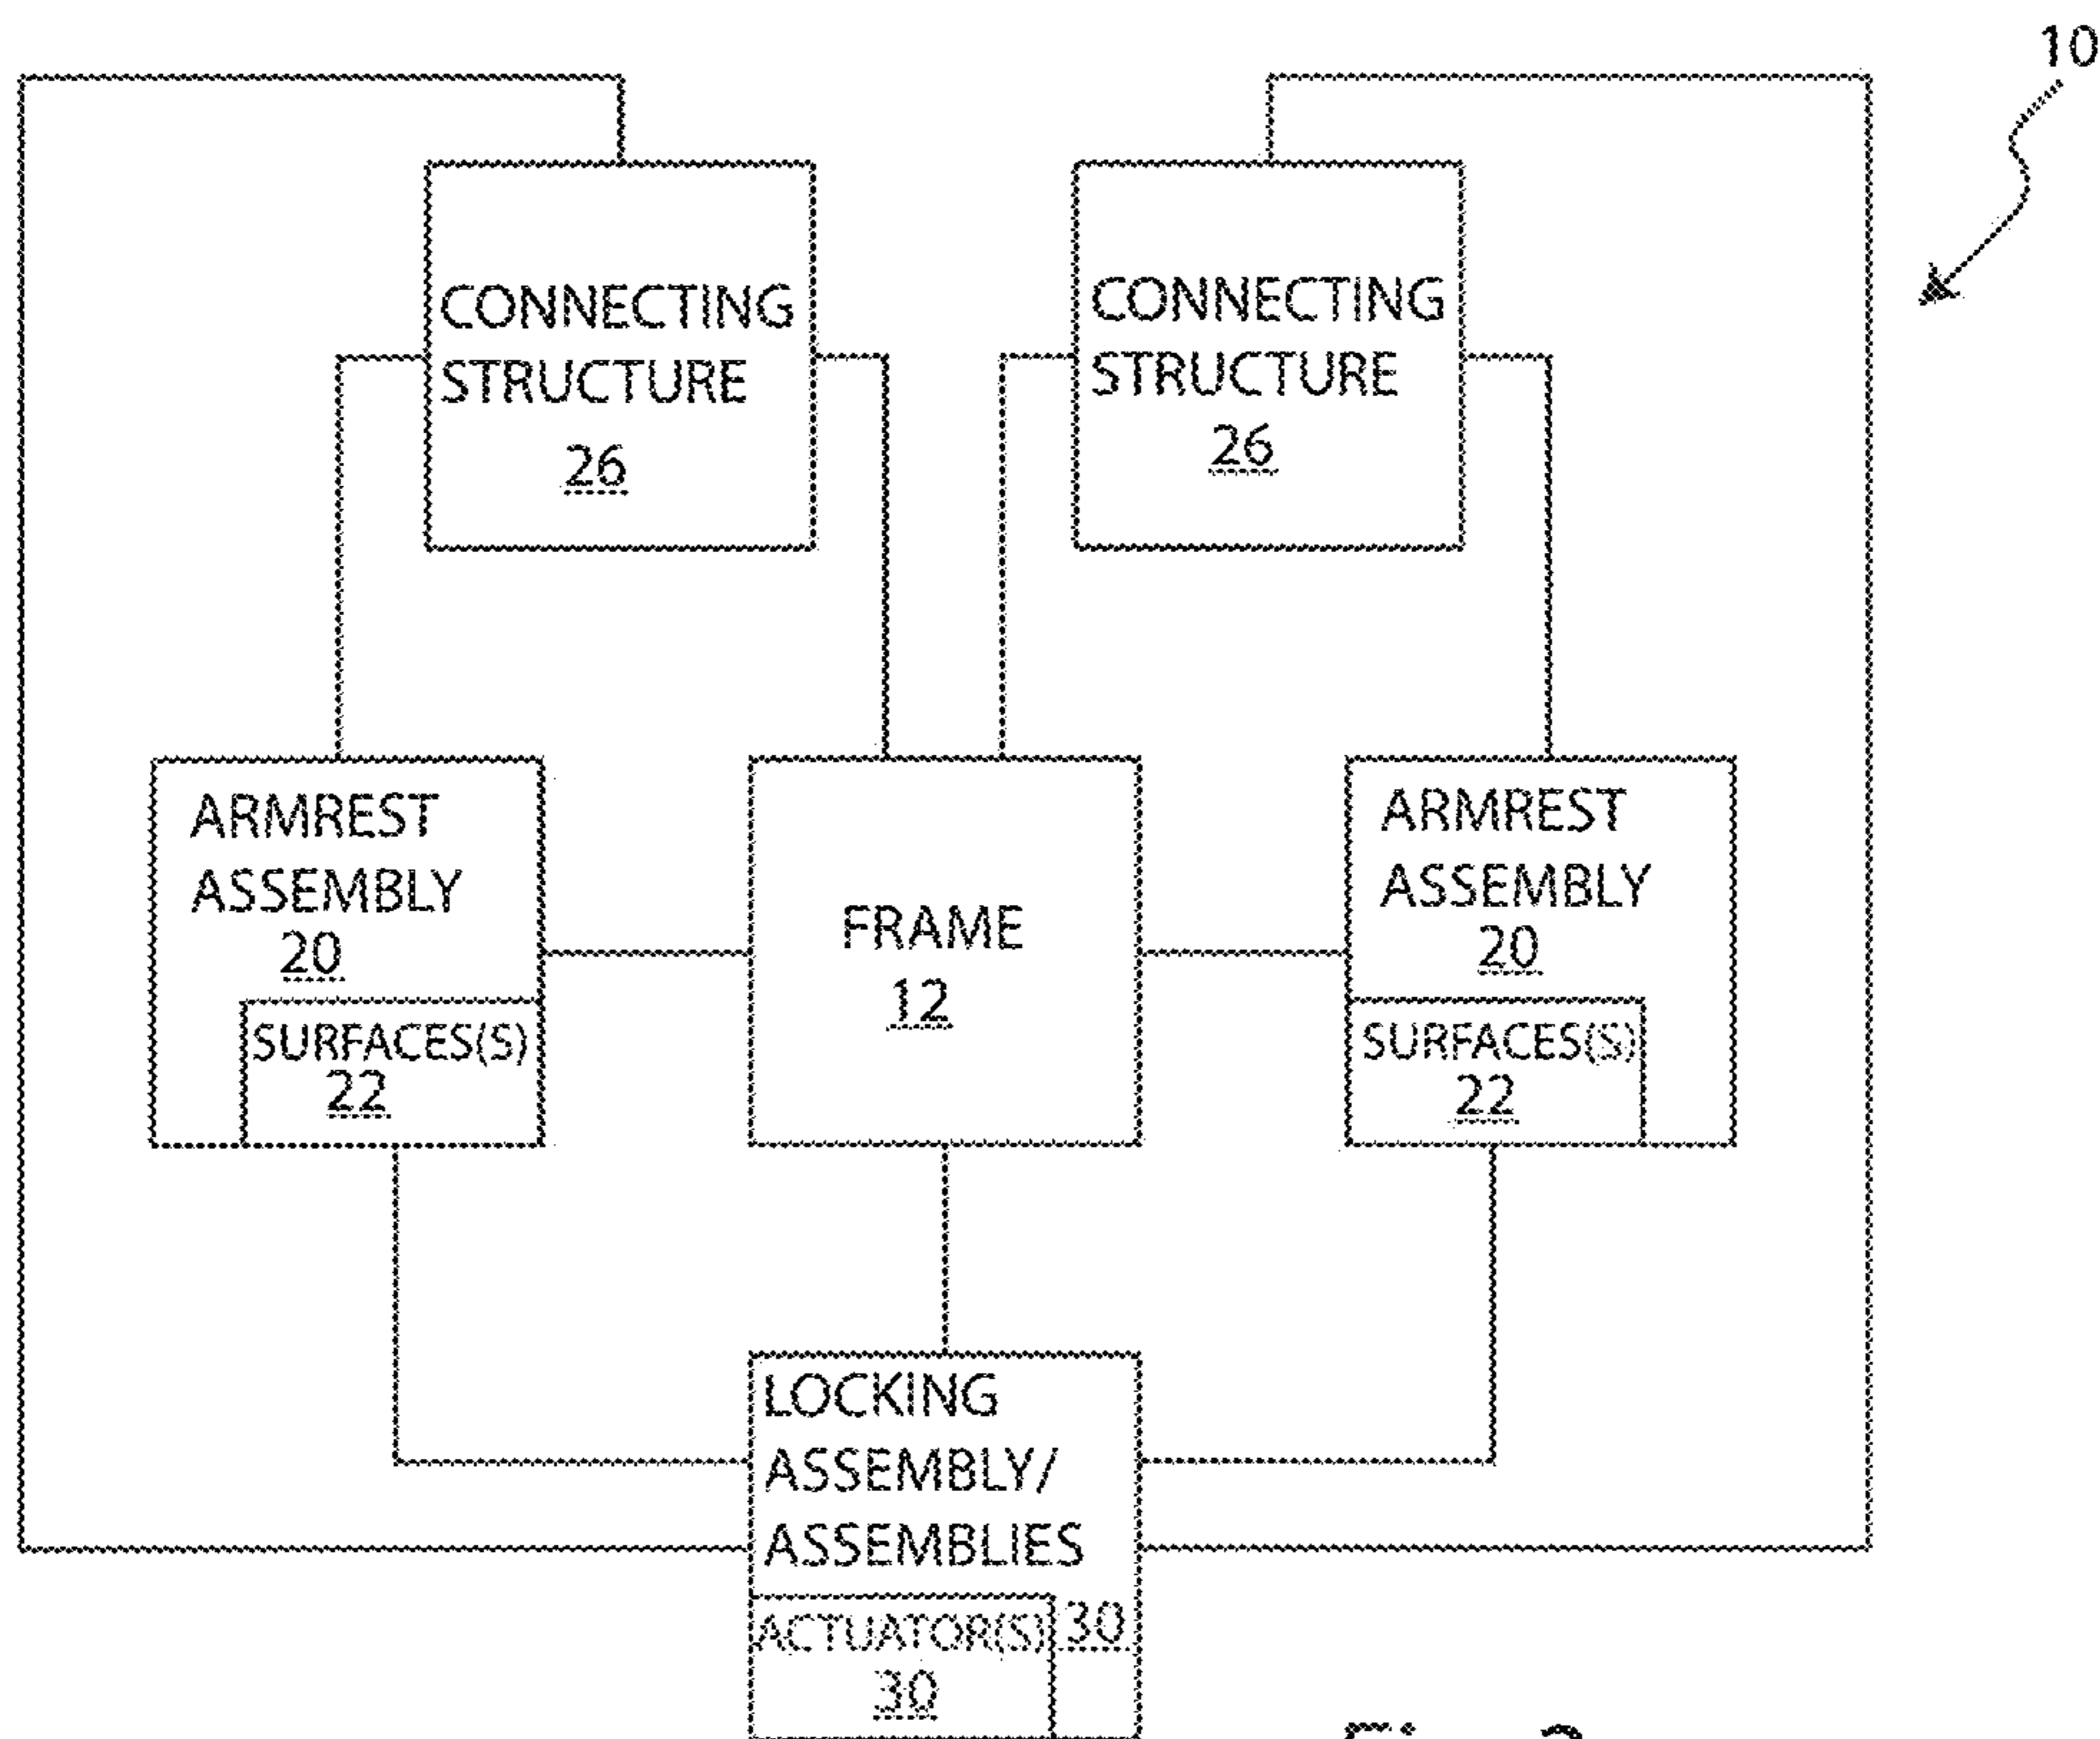 10
CONNECTING
STRUCTURE
26
CONNECTING
STRUCTURE
26
ARMREST
ASSEMBLY
20
SURFACES(S)
22
FRAME
12
ARMREST
ASSEMBLY
20
SURFACES(S)
22
LOCKING
ASSEMBLY/
ASSEMBLIES
30
ACTUATOR(S)
30